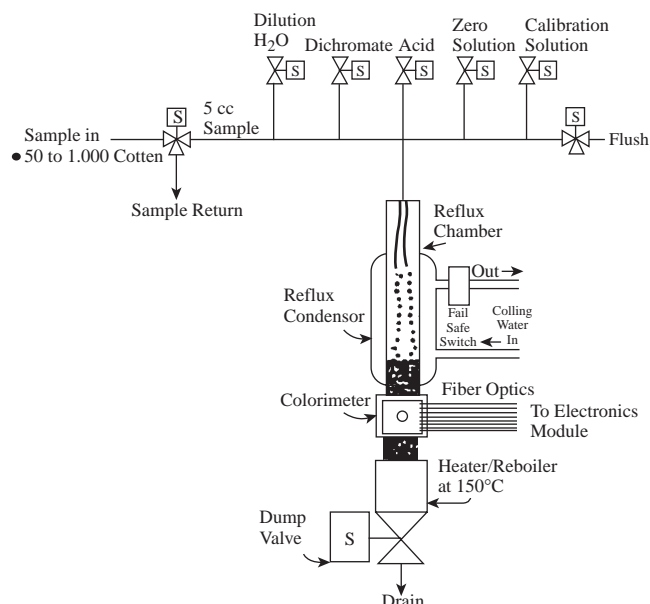 Dilution
H₂O
Dichromate
Acid
Zero
Solution
Calibration
Solution
S
S
S
S
S
S
S
5 cc
Sample
Sample in
● 50 to 1.000 Cotten
Flush
Sample Return
Reflux
Chamber
Out
Reflux
Condensor
Fail
Safe
Switch
Colling
Water
In
Fiber Optics
Colorimeter
To Electronics
Module
Heater/Reboiler
at 150°C
Dump
Valve
S
Drain